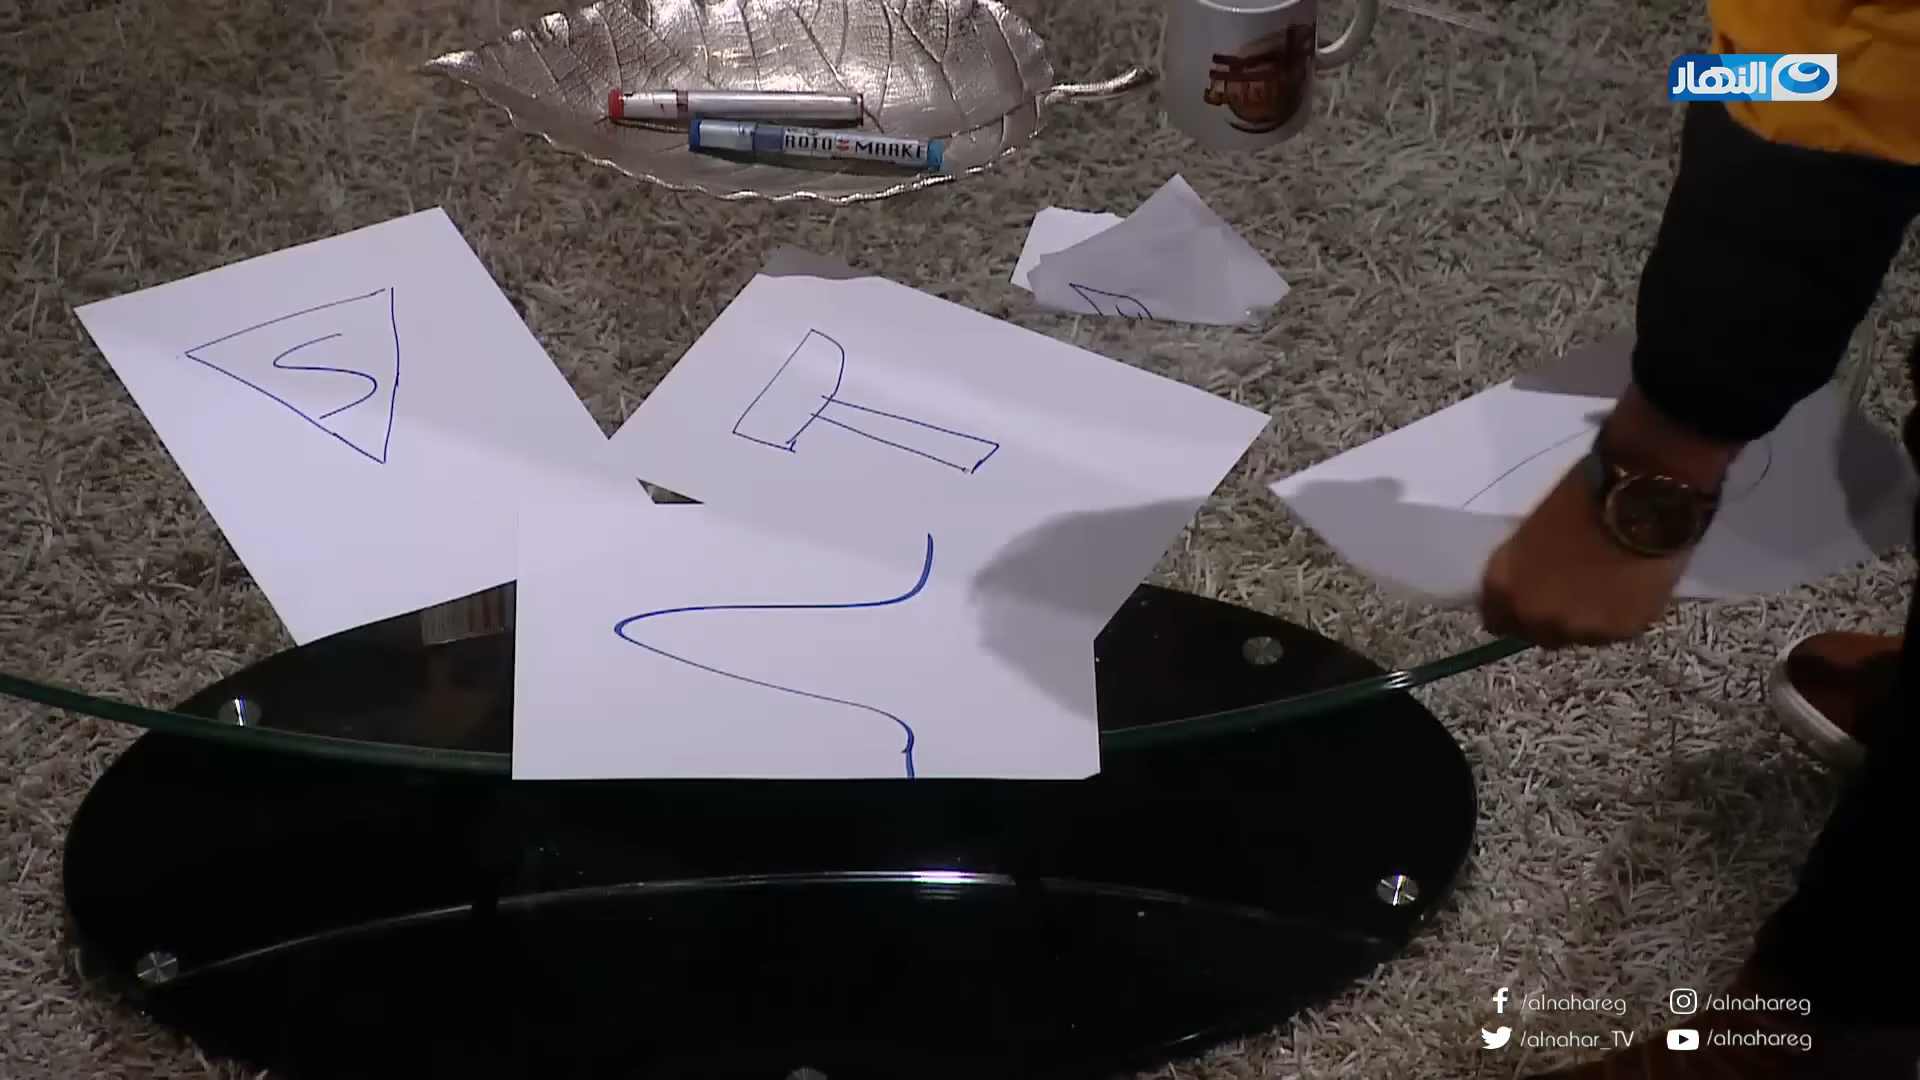 النهار
ROTO MARKE
S
/alnahareg
/alnahareg
/alnahar_TV
/alnahareg